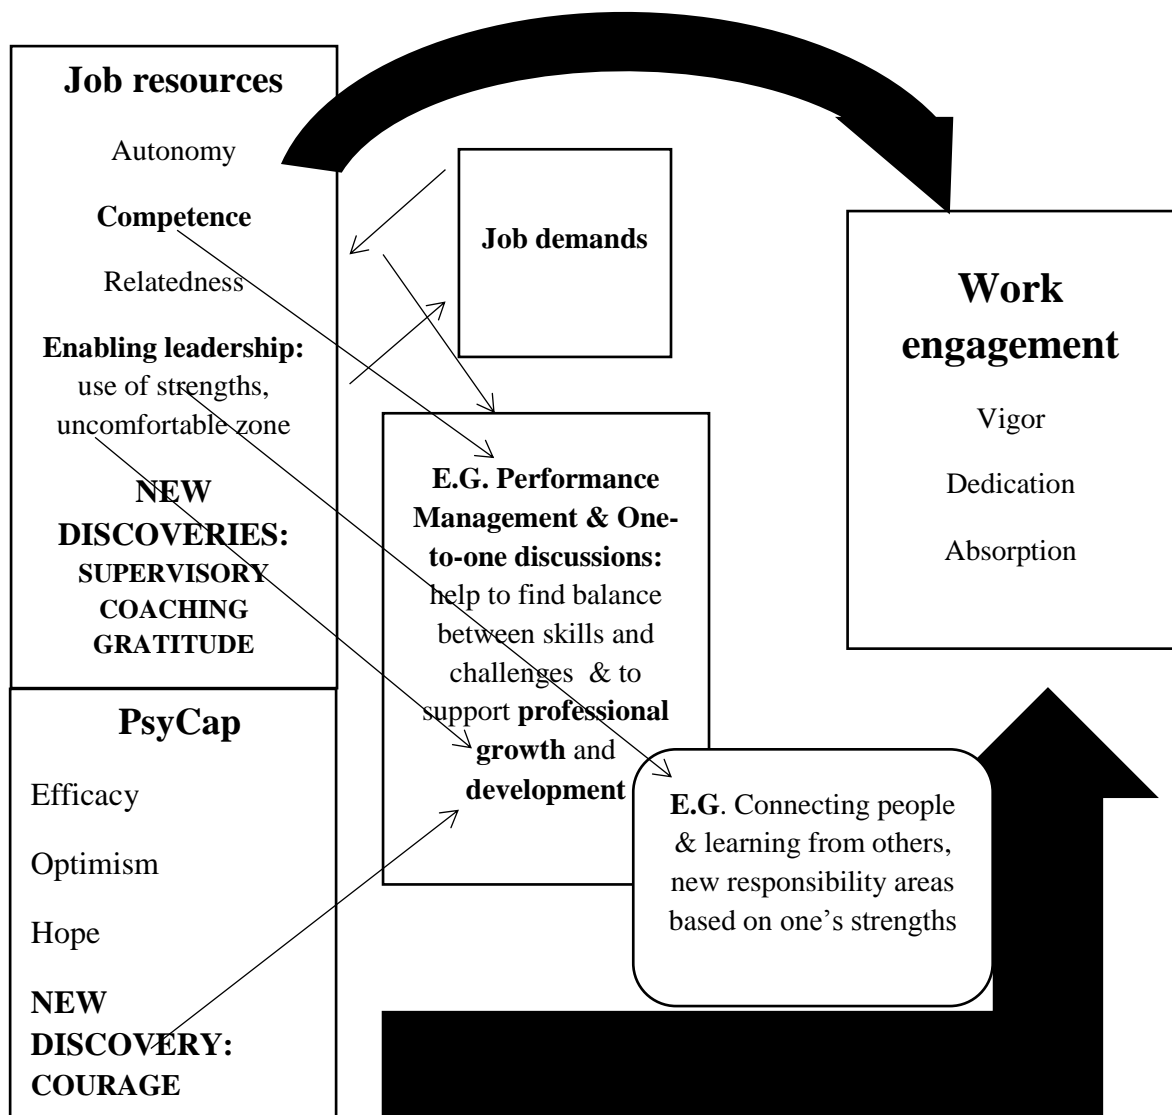 Job resources
Autonomy
Competence
Relatedness
Enabling leadership:
use of strengths,
uncomfortable zone
NEW
DISCOVERIES:
SUPERVISORY
COACHING
GRATITUDE
PsyCap
Efficacy
Optimism
Hope
NEW
DISCOVERY:
COURAGE
Job demands
E.G. Performance
Management & One-
to-one discussions:
help to find balance
between skills and
challenges & to
support professional
growth and
development
E.G. Connecting people
& learning from others,
new responsibility areas
based on one’s strengths
Work
engagement
Vigor
Dedication
Absorption